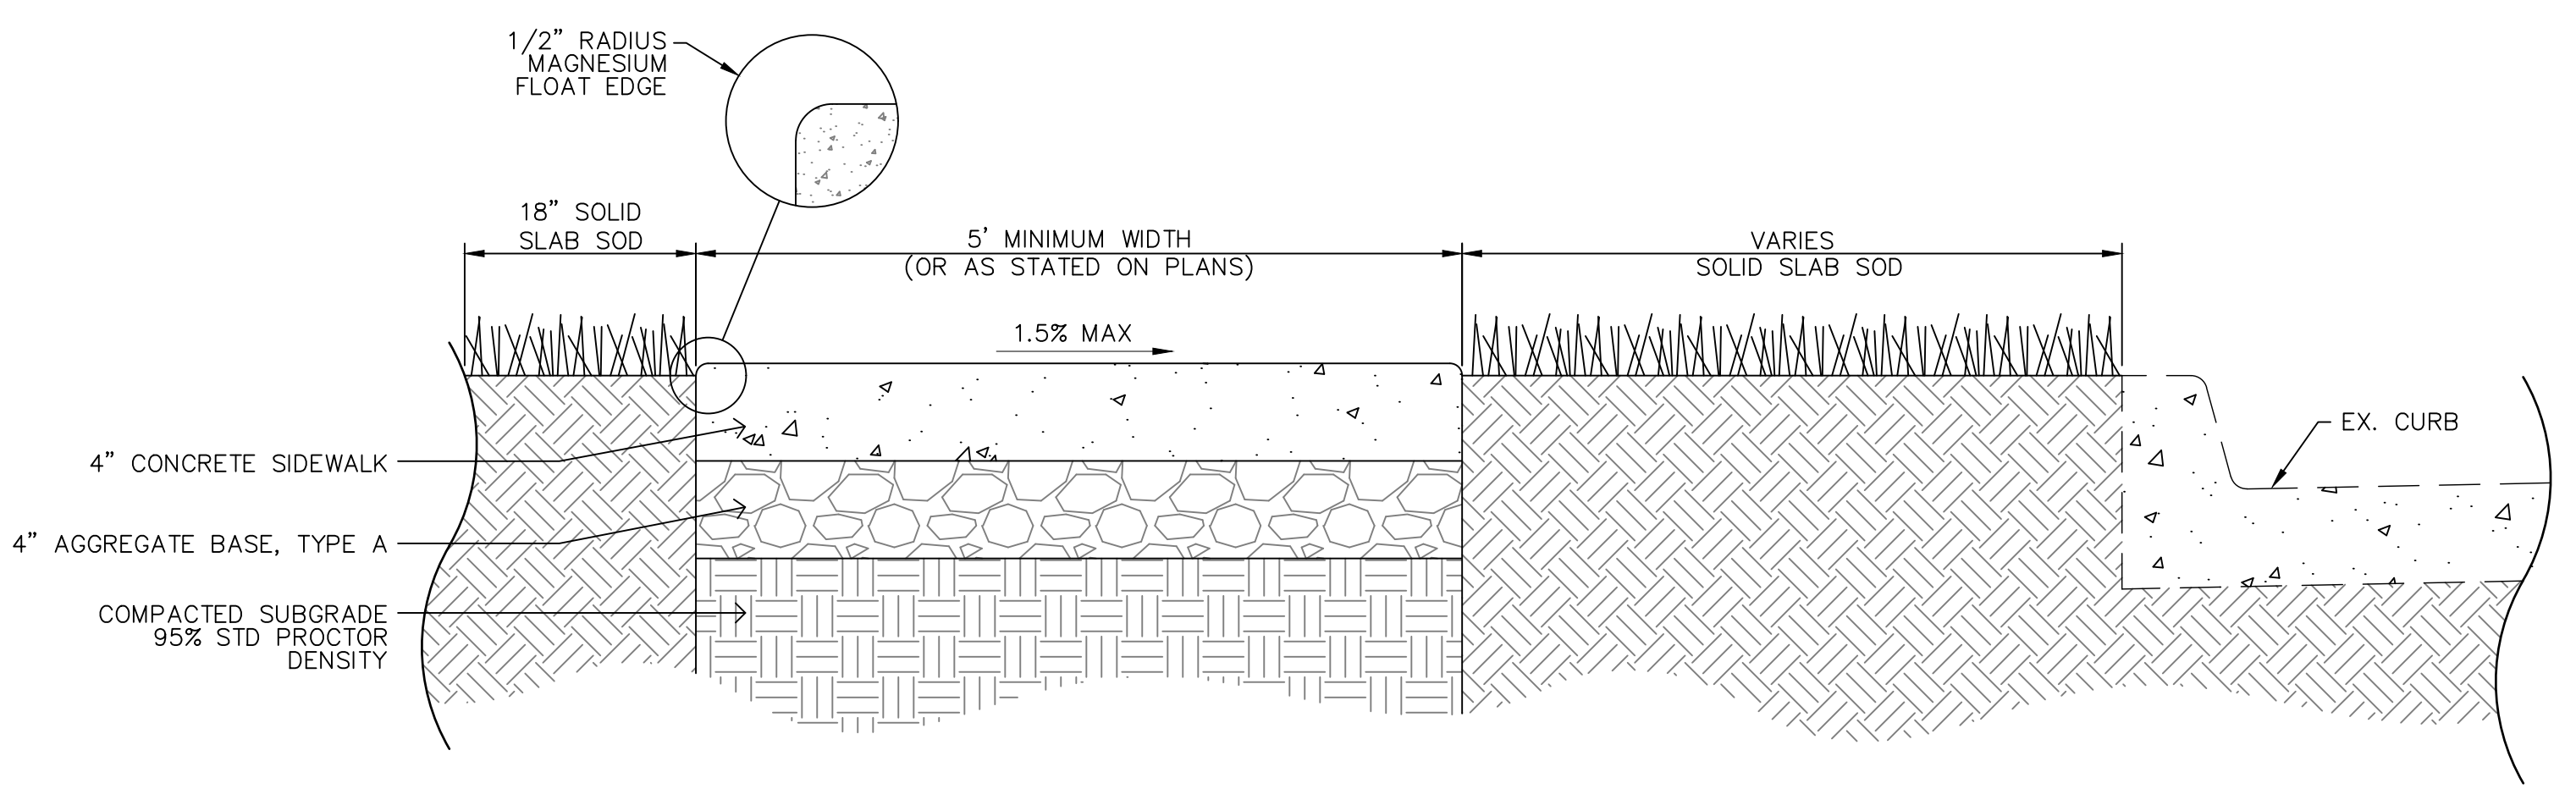 1/2” RADIUS
MAGNESIUM
FLOAT EDGE
18” SOLID
SLAB SOD
5’ MINIMUM WIDTH
(OR AS STATED ON PLANS)
VARIES
SOLID SLAB SOD
1.5% MAX
EX. CURB
4” CONCRETE SIDEWALK
4” AGGREGATE BASE, TYPE A
COMPACTED SUBGRADE
95% STD PROCTOR
DENSITY